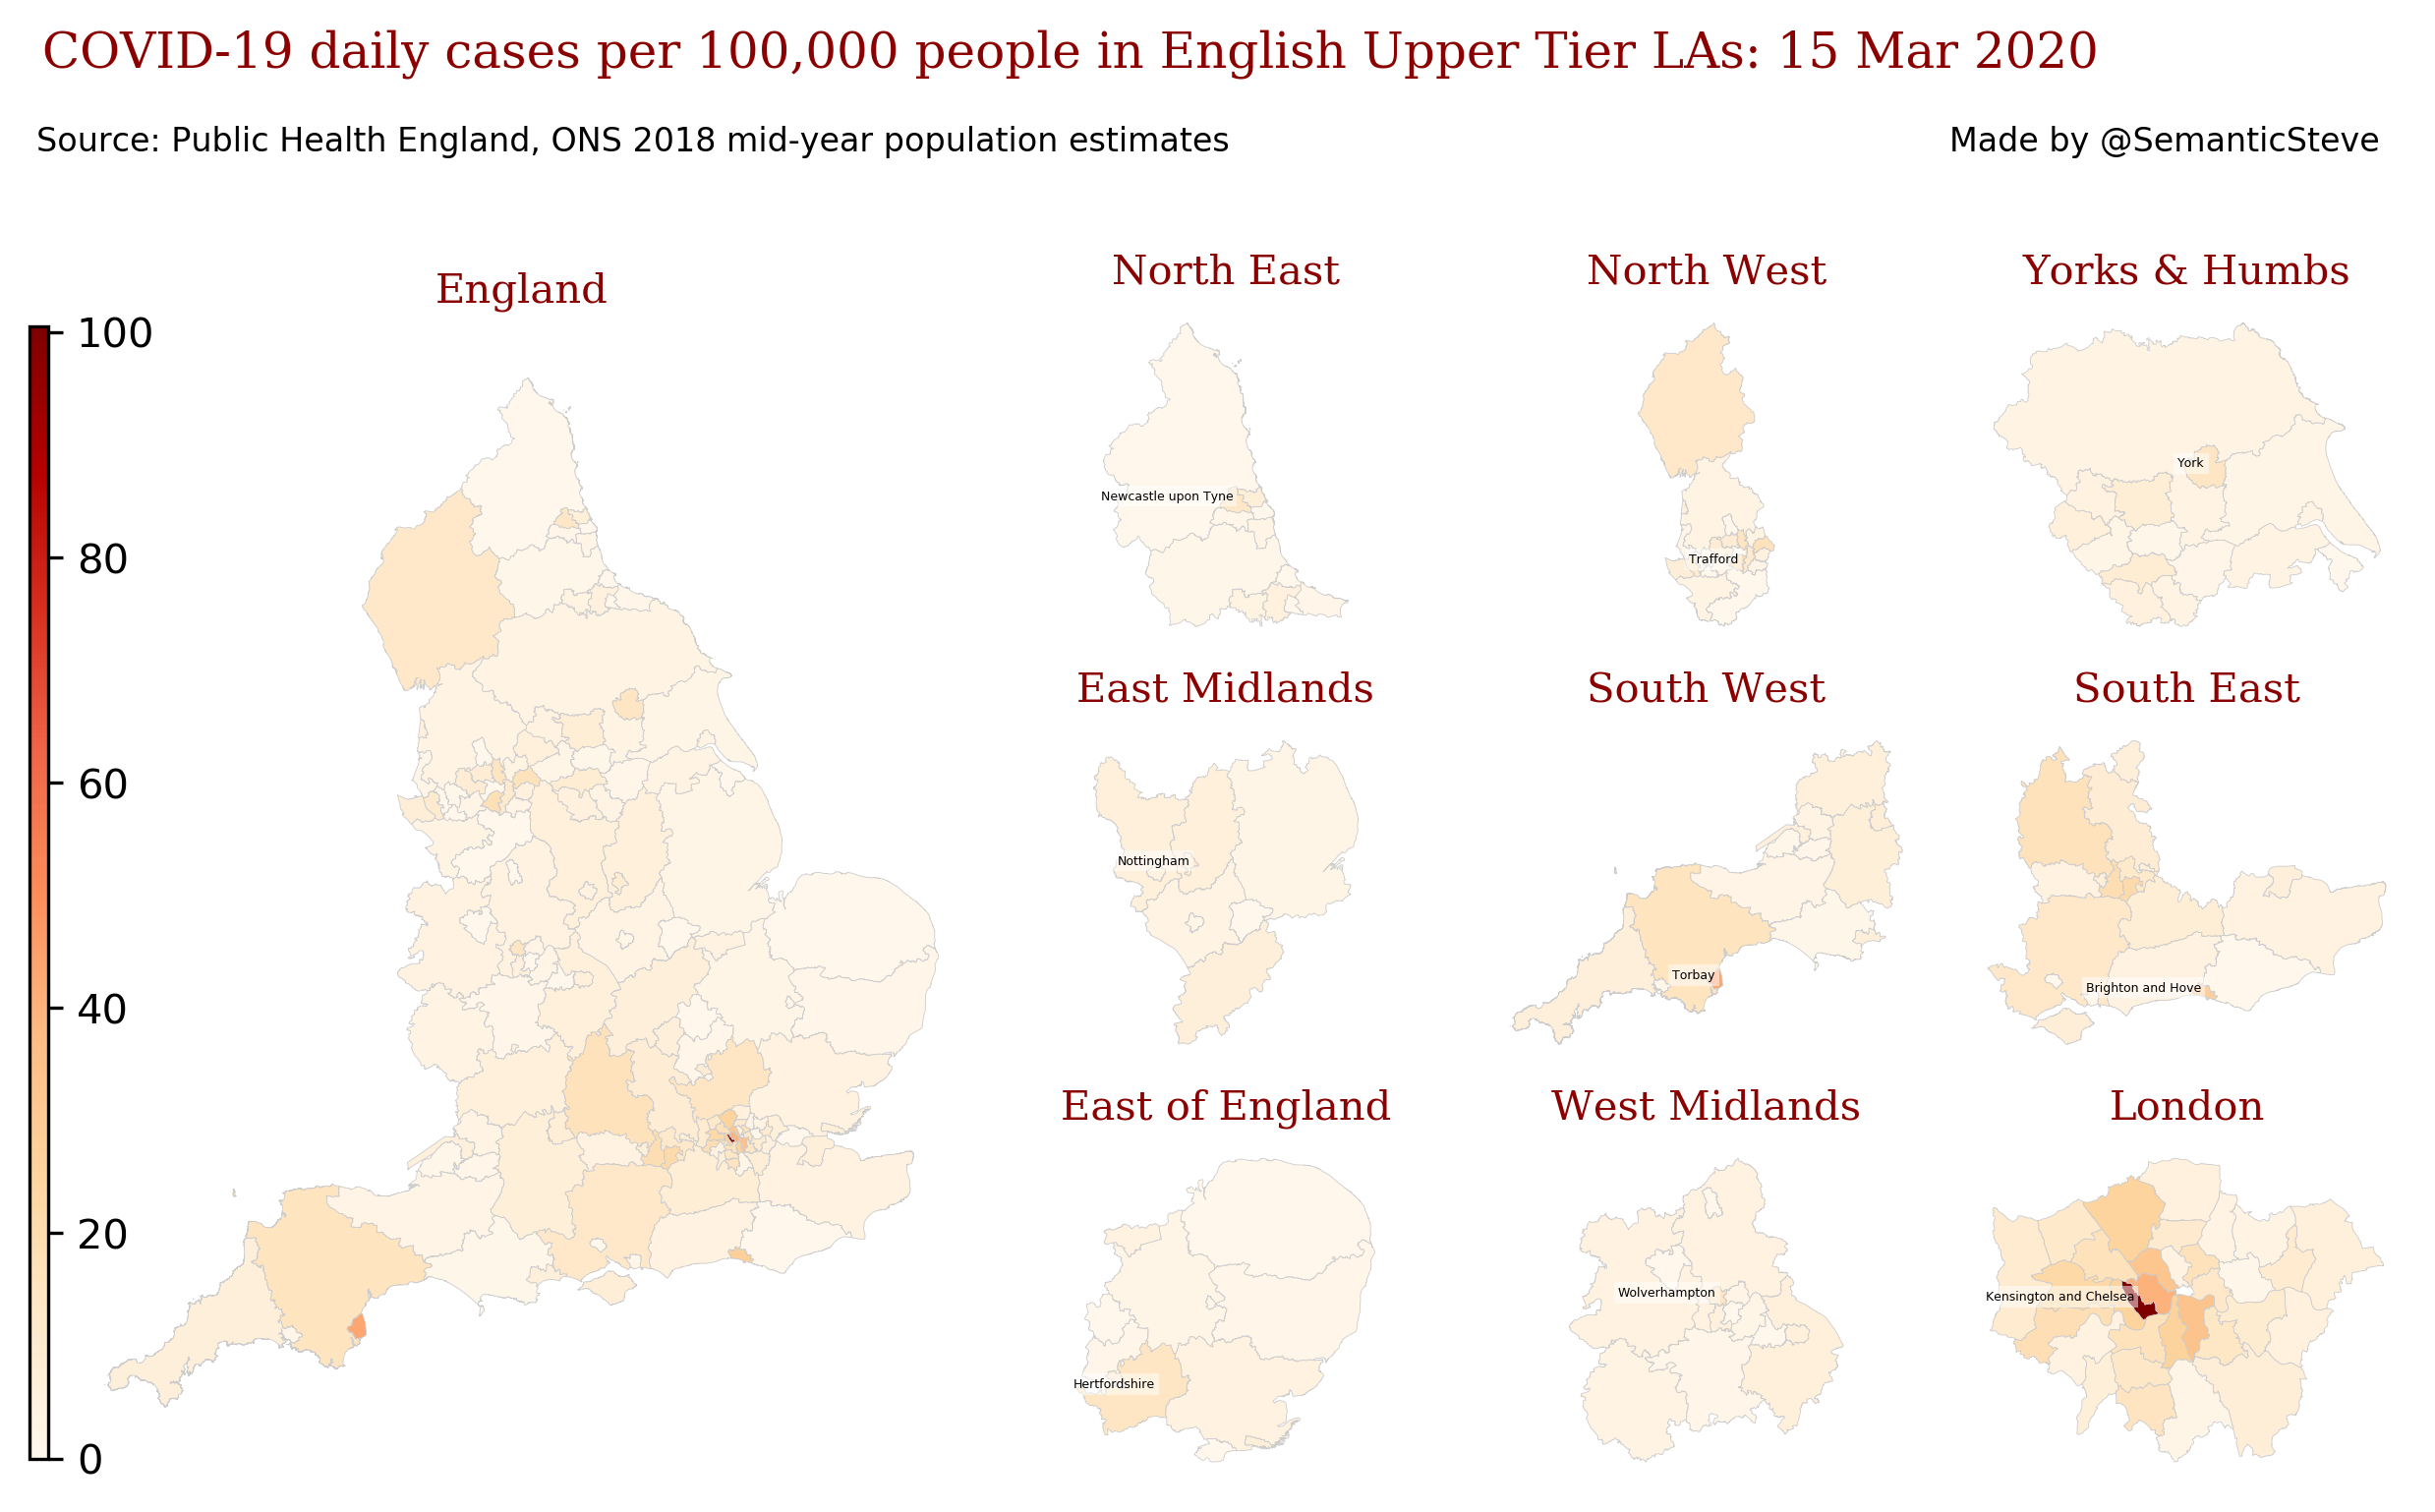 COVID-19 daily cases per 100,000 people in English Upper Tier LAs: 15 Mar 2020
Source: Public Health England, ONS 2018 mid-year population estimates
Made by @SemanticSteve
England
100
80
60
40
20
0
North East
Newcastle upon Tyne
North West
Trafford
Yorks & Humbs
York
East Midlands
Nottingham
South West
Torbay
South East
Brighton and Hove
East of England
Hertfordshire
West Midlands
Wolverhampton
London
Kensington and Chelsea